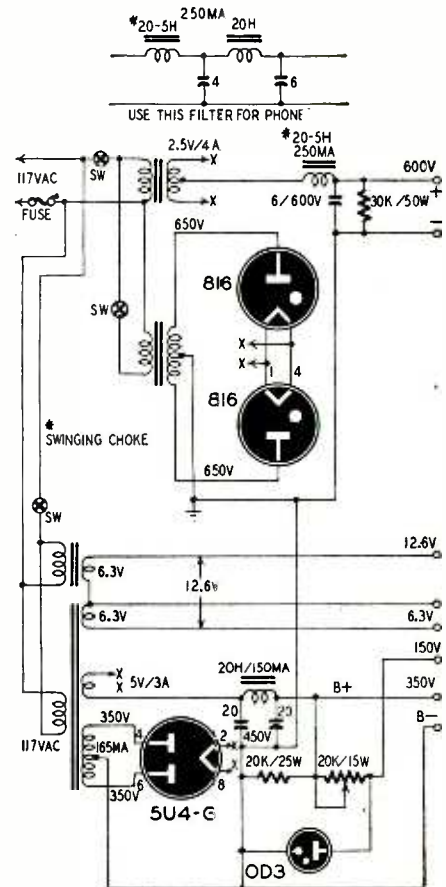 250MA
*20-5H 20H
4 6
USE THIS FILTER FOR PHONE
*20-5H
250MA
2.5V/4A X
117VAC SW
FUSE
X
600V
+
6/600V 30K/50W
−
650V
816
SW
X
X
1 4
816
*
SWINGING CHOKE
650V
SW
12.6V
6.3V
12.6V
6.3V 6.3V
150V
20H/150MA
X
X
5V/3A
B+ 350V
20 20
450V
B−
350V
117VAC 165MA
4 2 X
6 8 X
350V
20K/25W 20K/15W
5U4-G
OD3